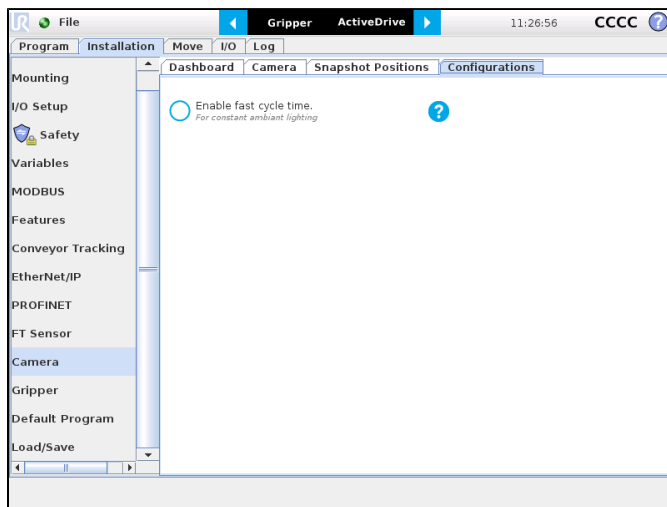 UR File Gripper ActiveDrive 11:26:56 CCCC ?
Program Installation Move I/O Log
Dashboard Camera Snapshot Positions Configurations
Mounting
I/O Setup
Safety
Variables
MODBUS
Features
Conveyor Tracking
EtherNet/IP
PROFINET
FT Sensor
Camera
Gripper
Default Program
Load/Save
Enable fast cycle time. ?
For constant ambiant lighting